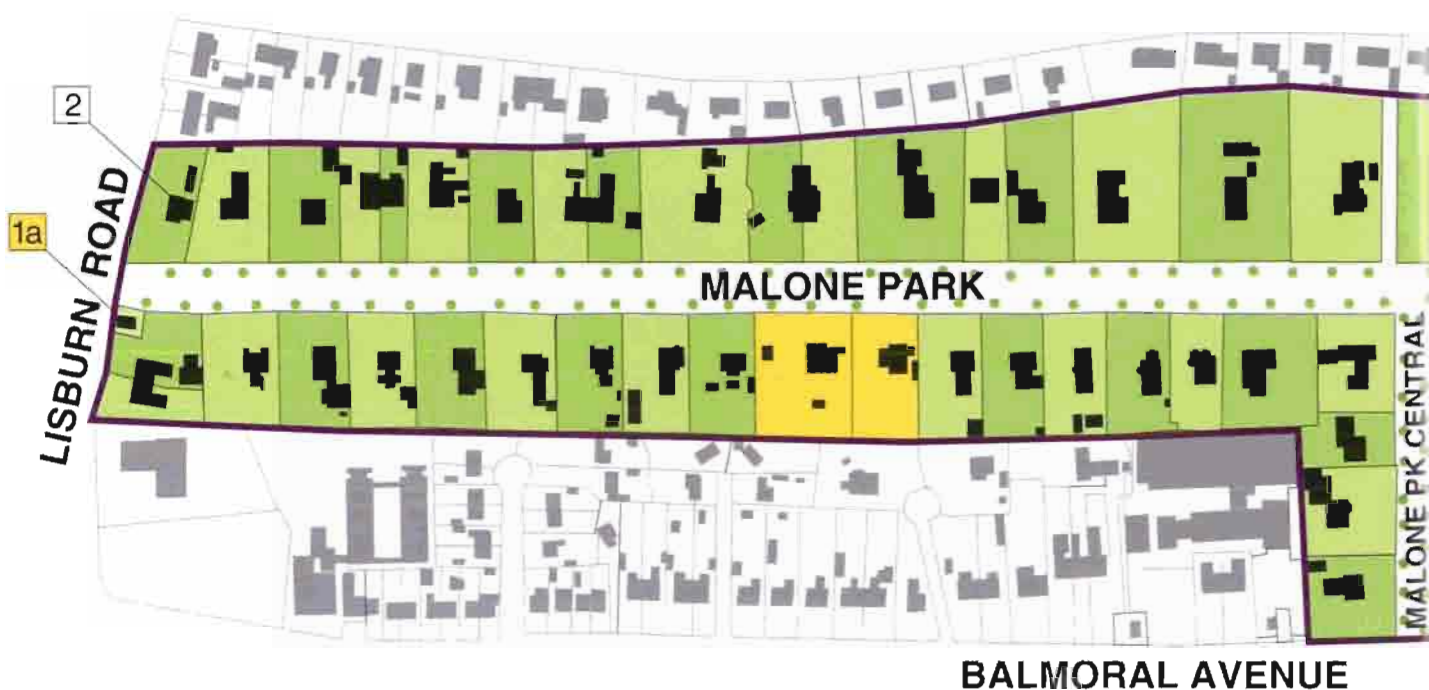 2
1a
LISBURN ROAD
MALONE PARK
MALONE PK CENTRAL
BALMORAL AVENUE